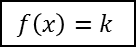 f(x) = k